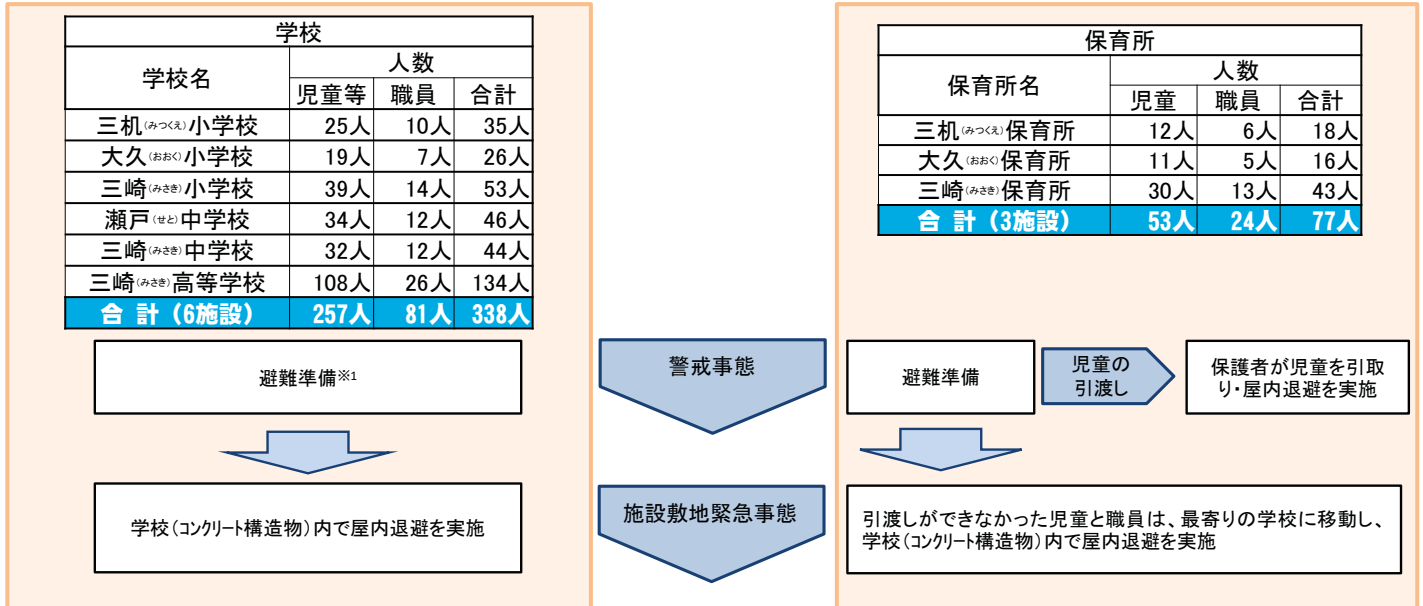 学校
学校名 人数
児童等 職員 合計
三机(みつくえ)小学校 25人 10人 35人
大久(おおく)小学校 19人 7人 26人
三崎(みさき)小学校 39人 14人 53人
瀬戸(せと)中学校 34人 12人 46人
三崎(みさき)中学校 32人 12人 44人
三崎(みさき)高等学校 108人 26人 134人
合 計 (6施設) 257人 81人 338人
保育所
保育所名 人数
児童 職員 合計
三机(みつくえ)保育所 12人 6人 18人
大久(おおく)保育所 11人 5人 16人
三崎(みさき)保育所 30人 13人 43人
合 計 (3施設) 53人 24人 77人
避難準備※1
警戒事態
避難準備
児童の
引渡し
保護者が児童を引取
り・屋内退避を実施
学校(コンクリート構造物)内で屋内退避を実施
施設敷地緊急事態
引渡しができなかった児童と職員は、最寄りの学校に移動し、
学校(コンクリート構造物)内で屋内退避を実施